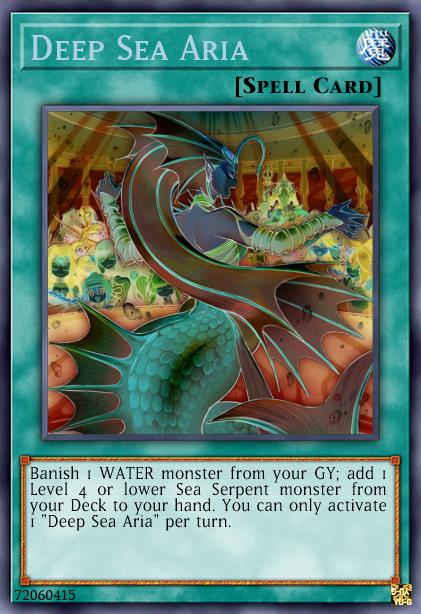 Deep Sea Aria
[Spell Card]
Banish 1 WATER monster from your GY; add 1
Level 4 or lower Sea Serpent monster from
your Deck to your hand. You can only activate
1 "Deep Sea Aria" per turn.
72060415